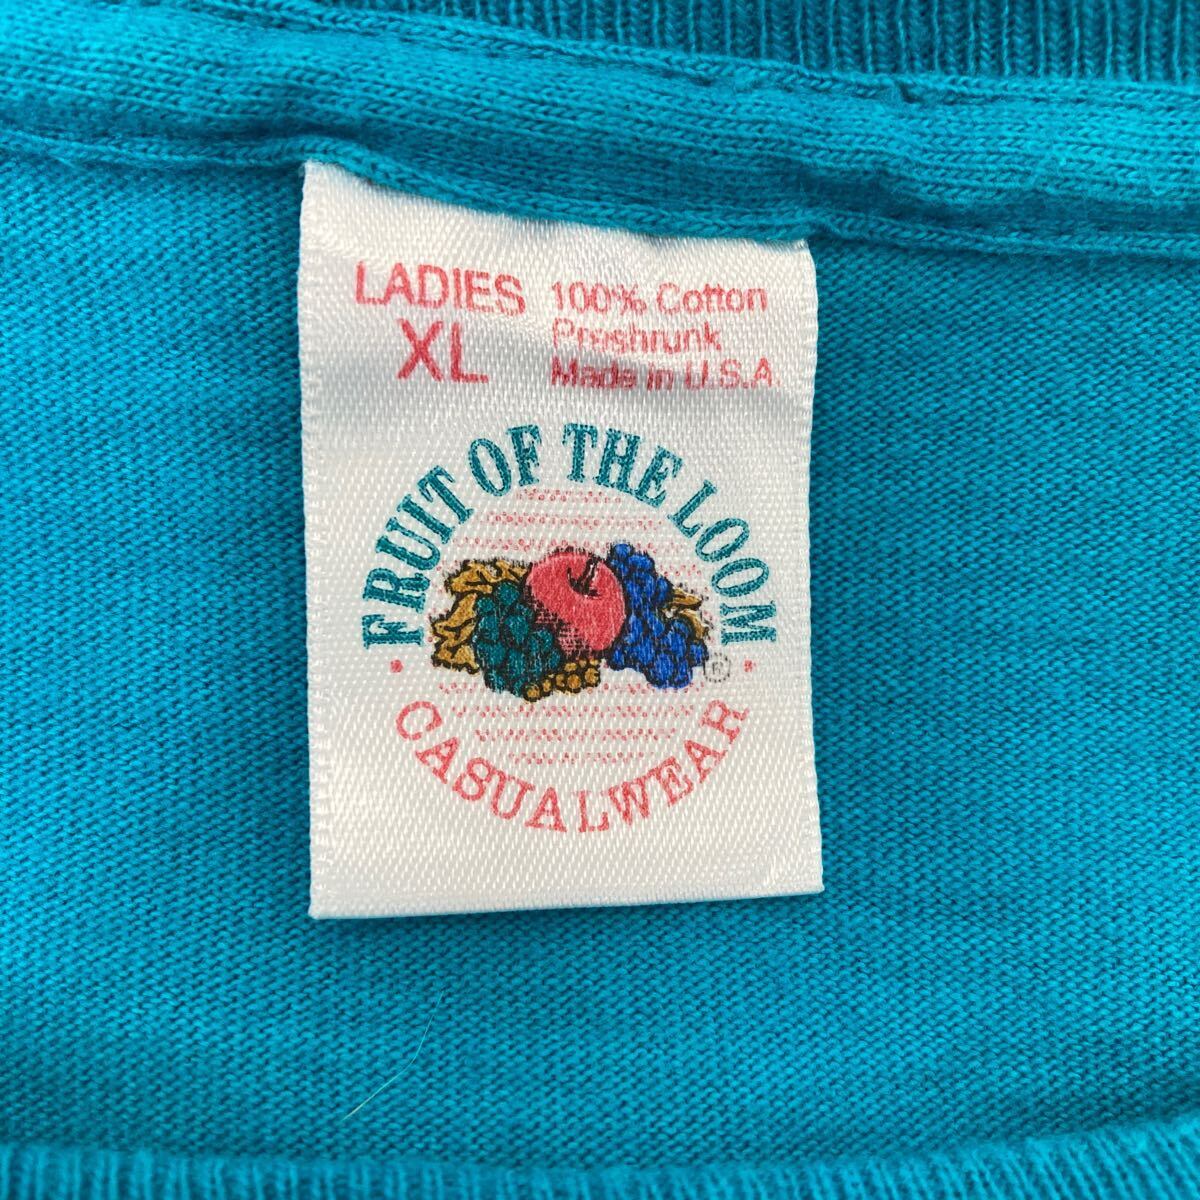 LADIES
XL
100% Cotton
Preshrunk
Made in U.S.A.
FRUIT OF THE LOOM
®
• CASUALWEAR •